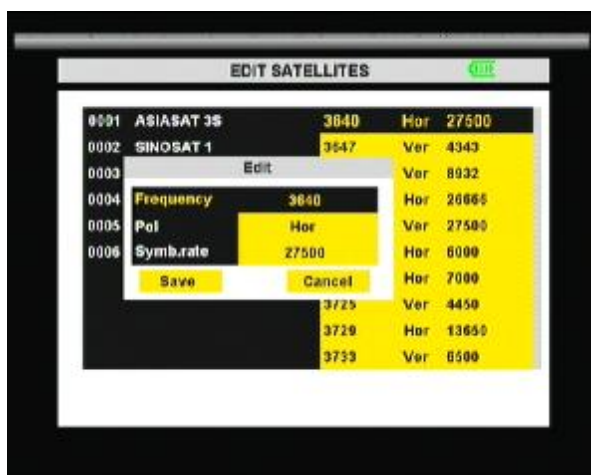 EDIT SATELLITES
0001 ASIASAT 3S 3640 Hor 27500
0002 SINOSAT 1 3647 Ver 4343
0003 Edit Ver 8932
0004 Frequency 3640 Hor 26666
0005 Pol Hor Ver 27500
0006 Symb.rate 27500 Hor 6000
Save Cancel Hor 7000
3725 Ver 4450
3729 Hor 13650
3733 Ver 6500